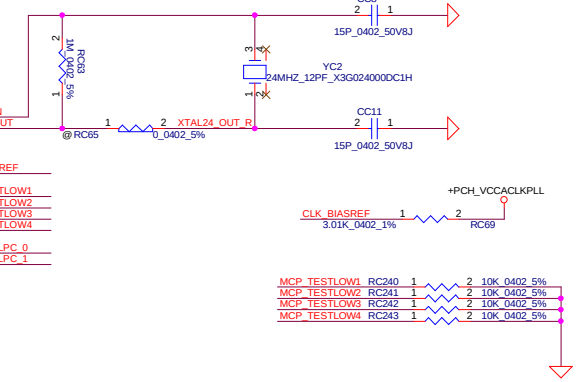 2 1
15P_0402_50V8J
2
RC63
1M_0402_5%
1
3 4
YC2
24MHZ_12PF_X3G024000DC1H
1 2
UT
@ RC65
1 2
0_0402_5%
XTAL24_OUT_R
CC11
2 1
15P_0402_50V8J
REF
TLOW1
TLOW2
TLOW3
TLOW4
LPC_0
LPC_1
+PCH_VCCACLKPLL
CLK_BIASREF 1 2
3.01K_0402_1% RC69
MCP_TESTLOW1 RC240 1 2 10K_0402_5%
MCP_TESTLOW2 RC241 1 2 10K_0402_5%
MCP_TESTLOW3 RC242 1 2 10K_0402_5%
MCP_TESTLOW4 RC243 1 2 10K_0402_5%